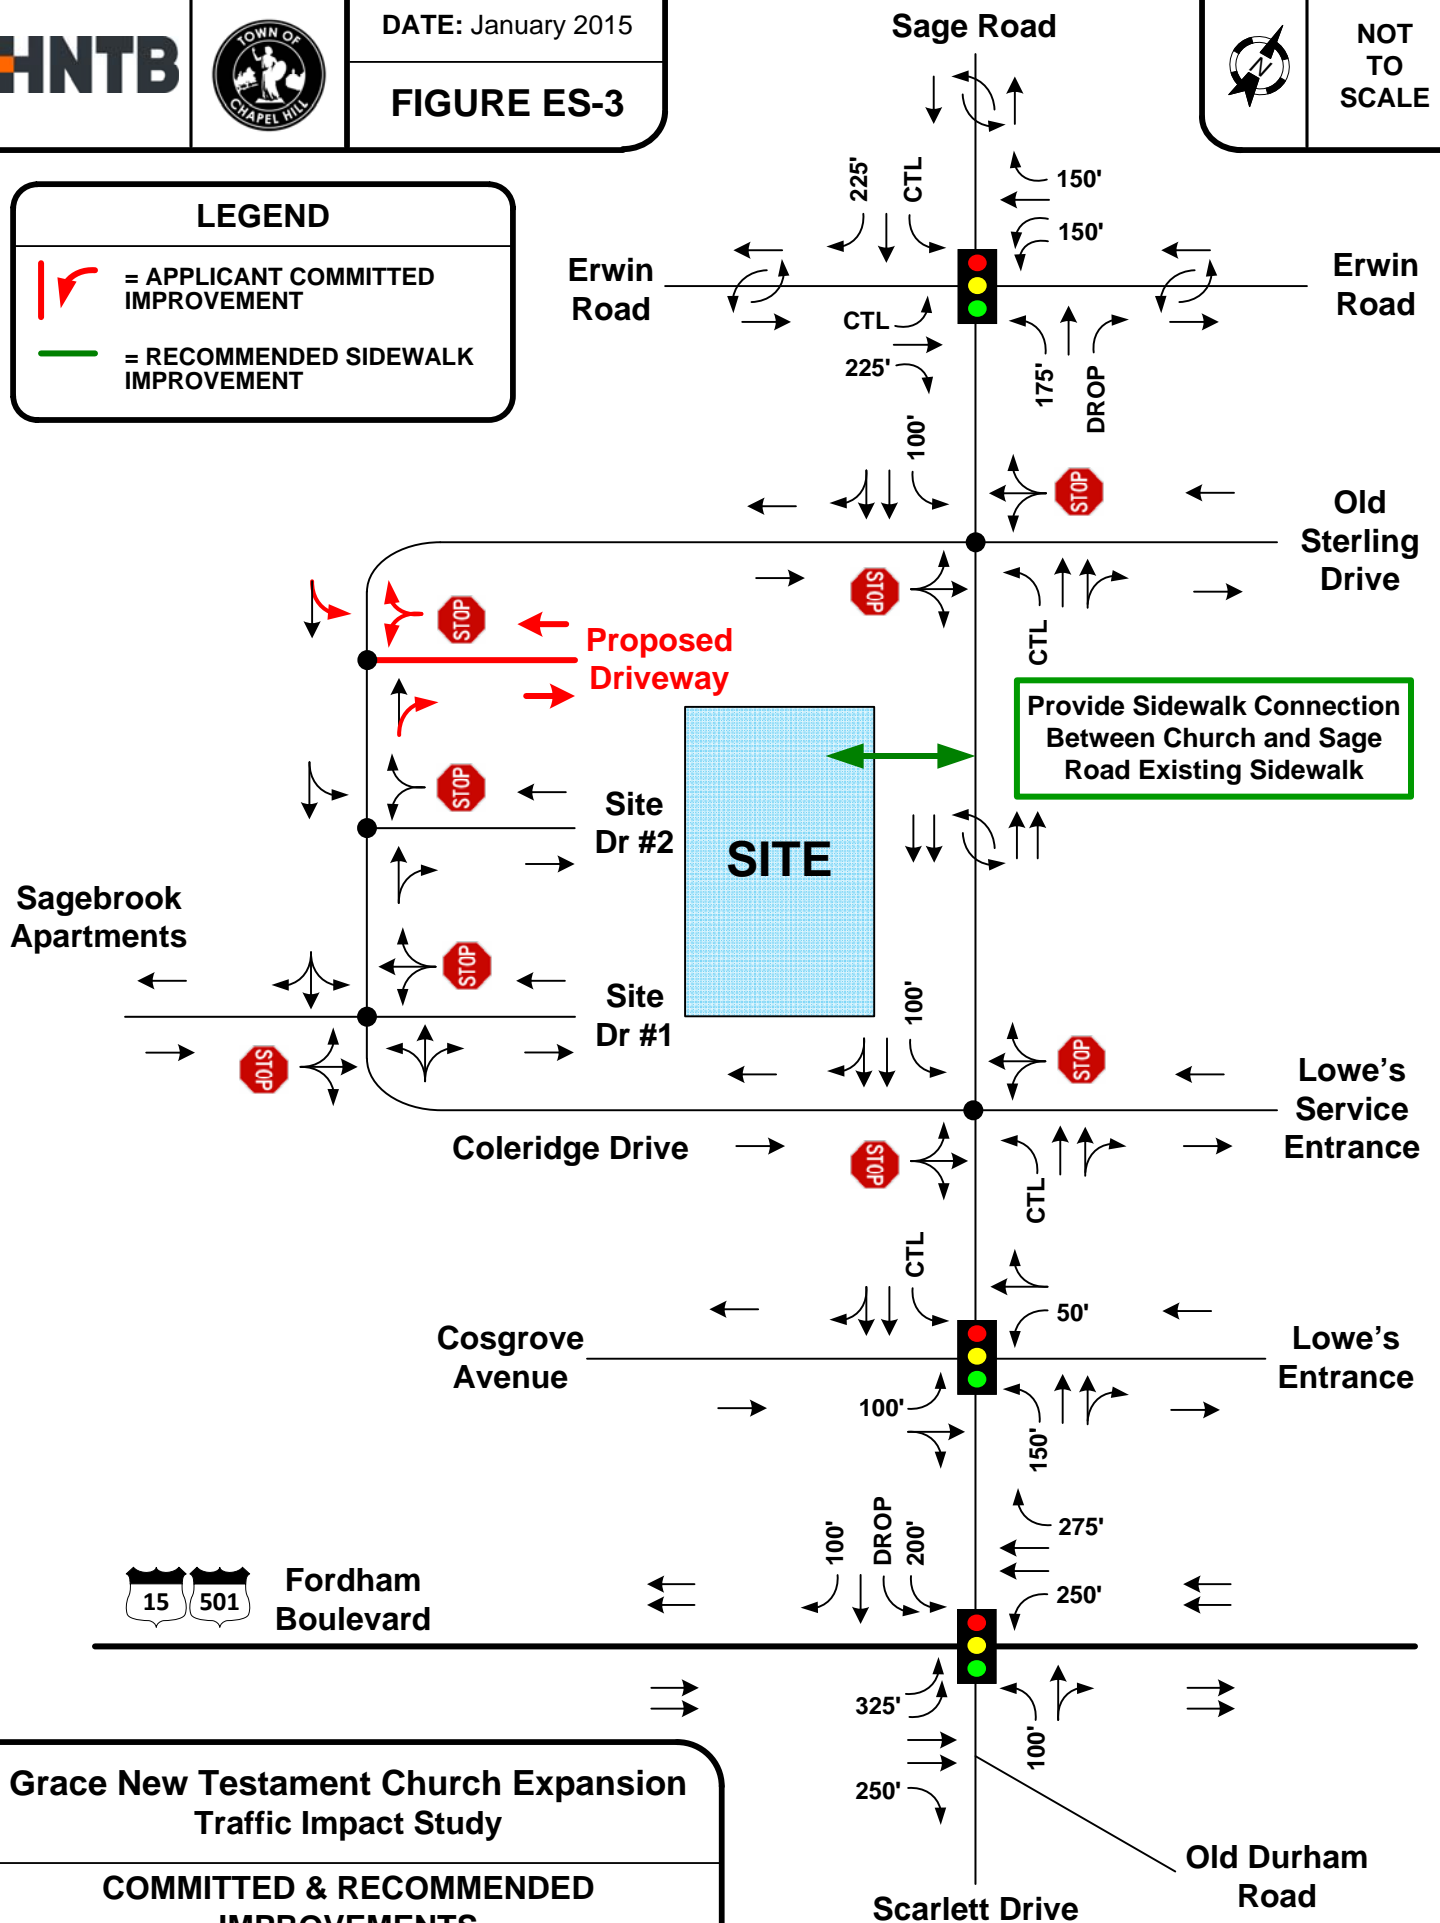 HNTB
TOWN OF
CHAPEL HILL
DATE: January 2015
FIGURE ES-3
Sage Road
N
NOT
TO
SCALE
LEGEND
= APPLICANT COMMITTED
IMPROVEMENT
= RECOMMENDED SIDEWALK
IMPROVEMENT
225'
CTL
150'
150'
Erwin
Road
Erwin
Road
CTL
225'
175'
DROP
100'
STOP
Old
Sterling
Drive
STOP
CTL
STOP
Proposed
Driveway
Provide Sidewalk Connection
Between Church and Sage
Road Existing Sidewalk
STOP
Site
Dr #2
SITE
Sagebrook
Apartments
STOP
Site
Dr #1
STOP
100'
STOP
Lowe's
Service
Entrance
Coleridge Drive
STOP
CTL
CTL
50'
Cosgrove
Avenue
Lowe's
Entrance
100'
150'
100'
DROP
200'
275'
250'
15
501
Fordham
Boulevard
325'
250'
100'
Grace New Testament Church Expansion
Traffic Impact Study
COMMITTED & RECOMMENDED
IMPROVEMENTS
Old Durham
Road
Scarlett Drive